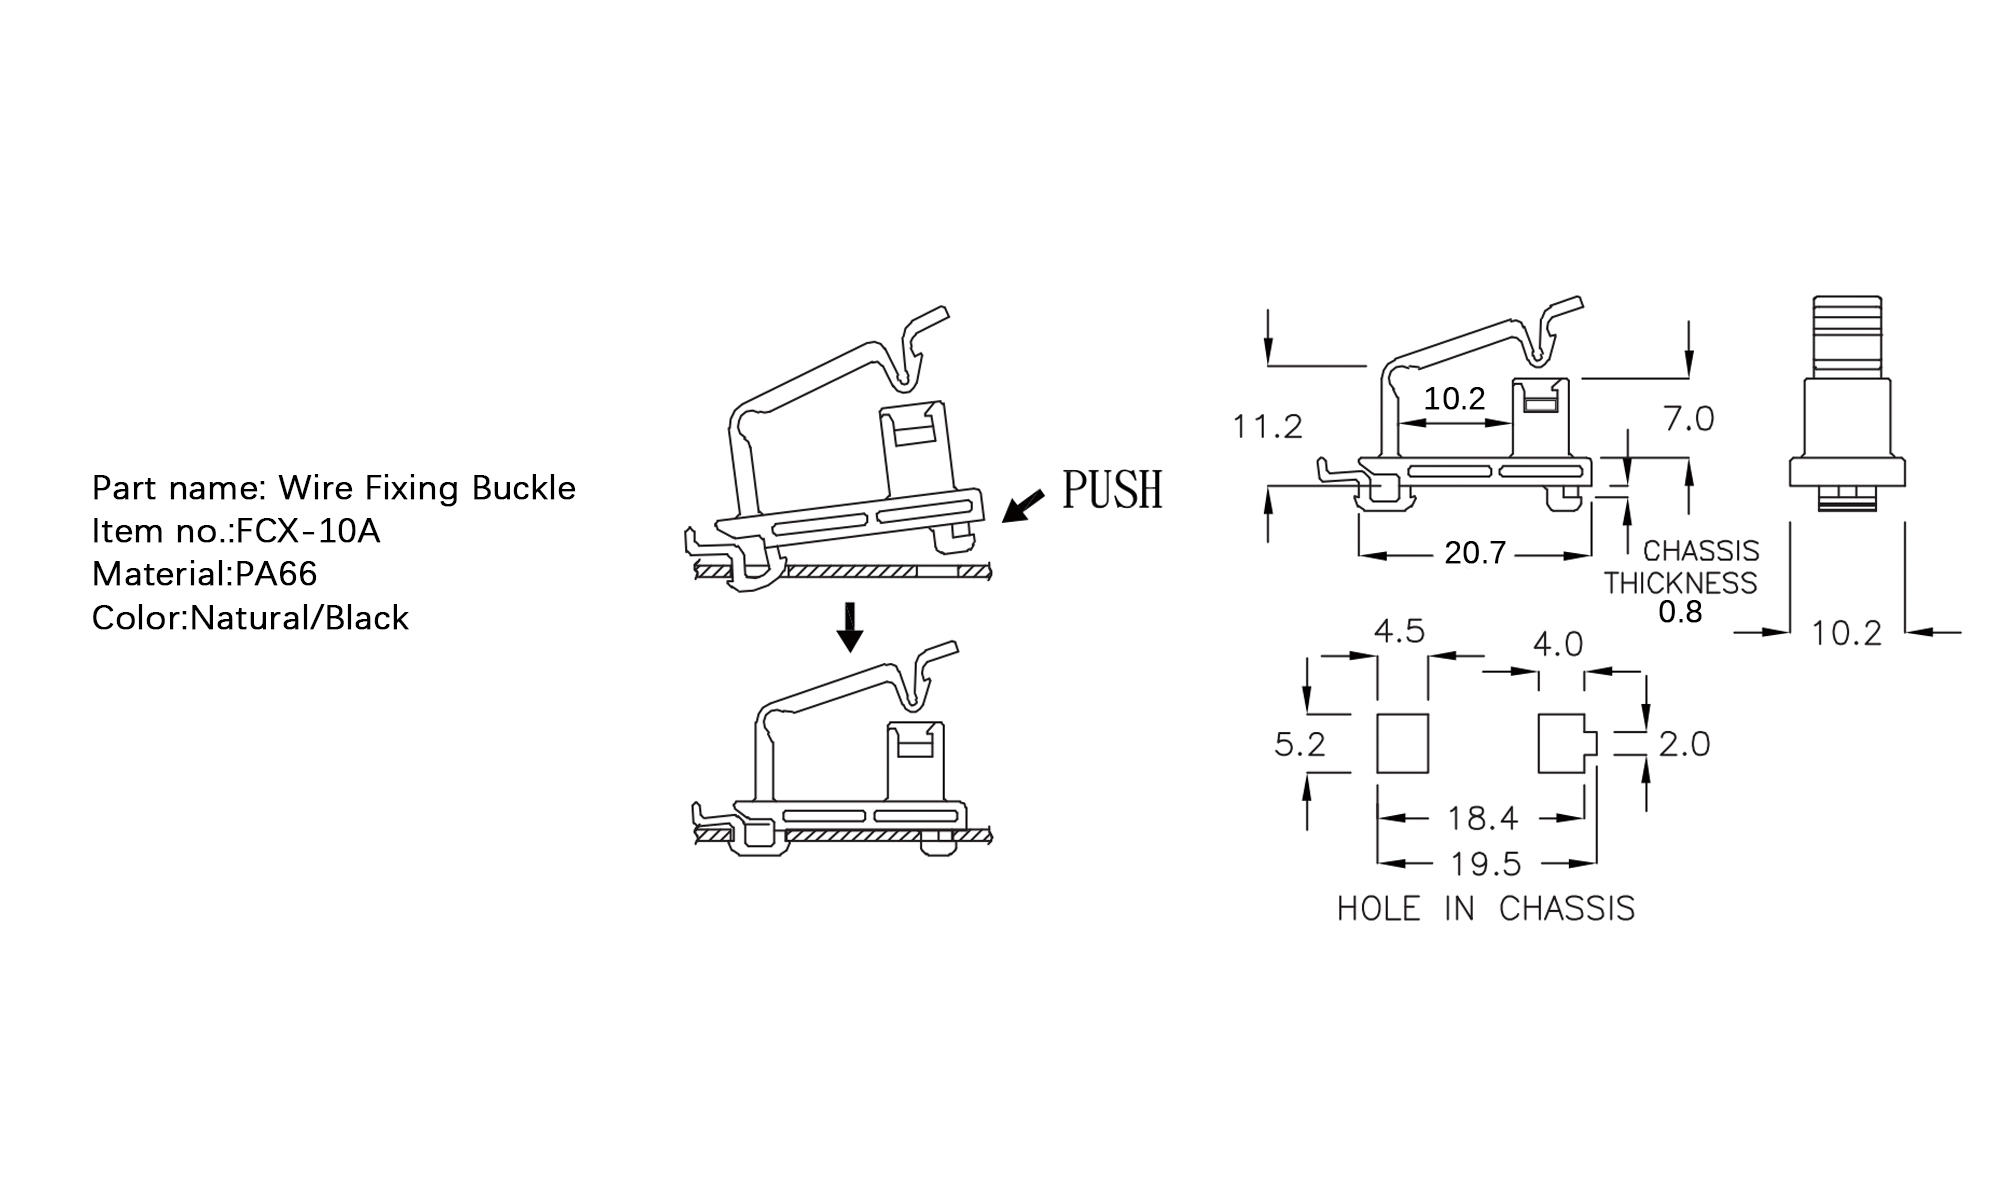 Part name: Wire Fixing Buckle
Item no.:FCX-10A
Material:PA66
Color:Natural/Black
PUSH
11.2
10.2
7.0
20.7
CHASSIS
THICKNESS
0.8
10.2
4.5
4.0
5.2
2.0
18.4
19.5
HOLE IN CHASSIS